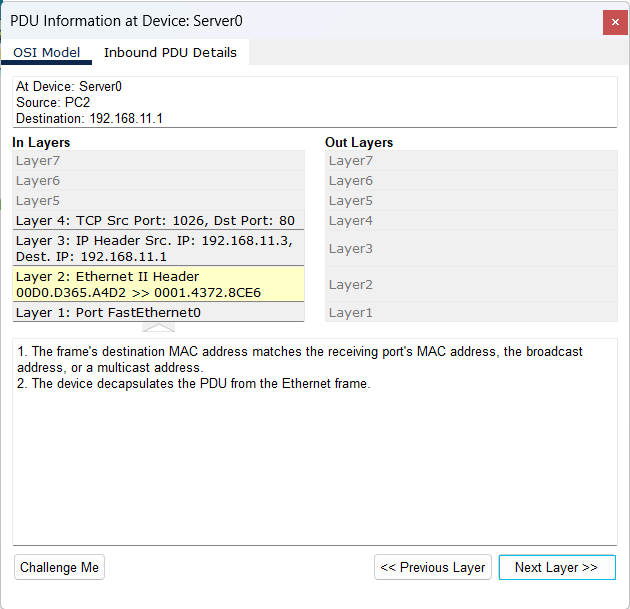 PDU Information at Device: Server0
OSI Model
Inbound PDU Details
At Device: Server0
Source: PC2
Destination: 192.168.11.1
In Layers
Layer7
Layer6
Layer5
Layer 4: TCP Src Port: 1026, Dst Port: 80
Layer 3: IP Header Src. IP: 192.168.11.3,
Dest. IP: 192.168.11.1
Layer 2: Ethernet II Header
00D0.D365.A4D2 >> 0001.4372.8CE6
Layer 1: Port FastEthernet0
Out Layers
Layer7
Layer6
Layer5
Layer4
Layer3
Layer2
Layer1
1. The frame's destination MAC address matches the receiving port's MAC address, the broadcast
address, or a multicast address.
2. The device decapsulates the PDU from the Ethernet frame.
Challenge Me
<< Previous Layer
Next Layer >>